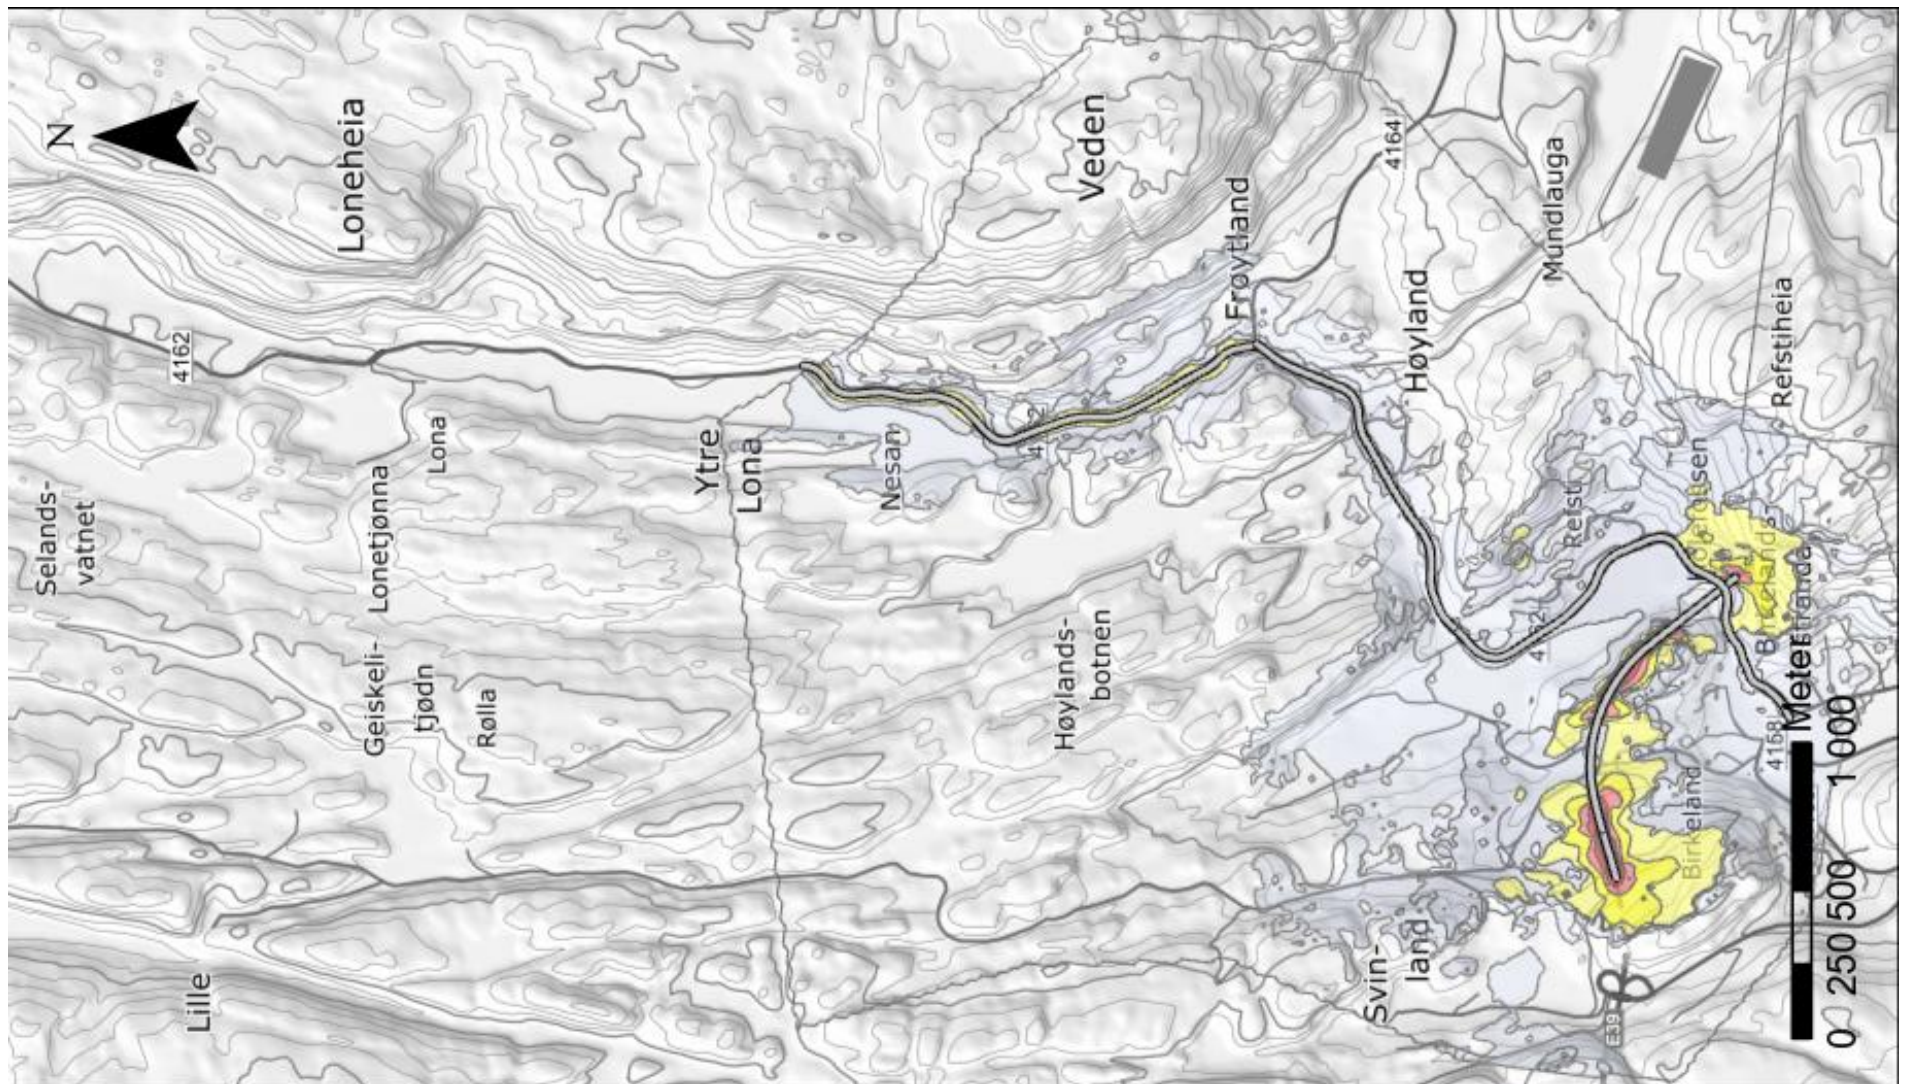 N
Loneheia
Veden
4164
Frøytland
Mundlauga
Høyland
Refstiheia
4162
Selands-
vatnet
Lonetjønna
Lona
Ytre
Lona
Nesan
Refsti
Geiskeli-
tjødn
Rølla
Høylands-
botnen
4168
Birkeland
Lille
Svin-
land
E39
Meter
0 250 500 1 000